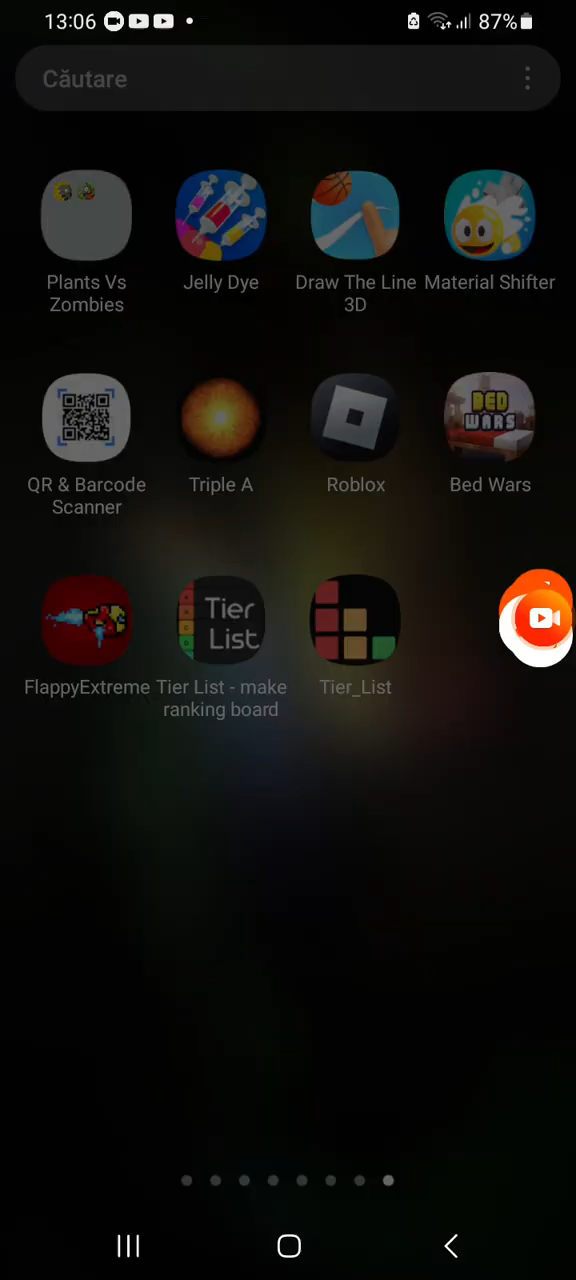 13:06
87%
Căutare
Plants Vs
Zombies
Jelly Dye
Draw The Line
3D
Material Shifter
BED
WARS
QR & Barcode
Scanner
Triple A
Roblox
Bed Wars
Tier
List
FlappyExtreme
Tier List - make
ranking board
Tier_List